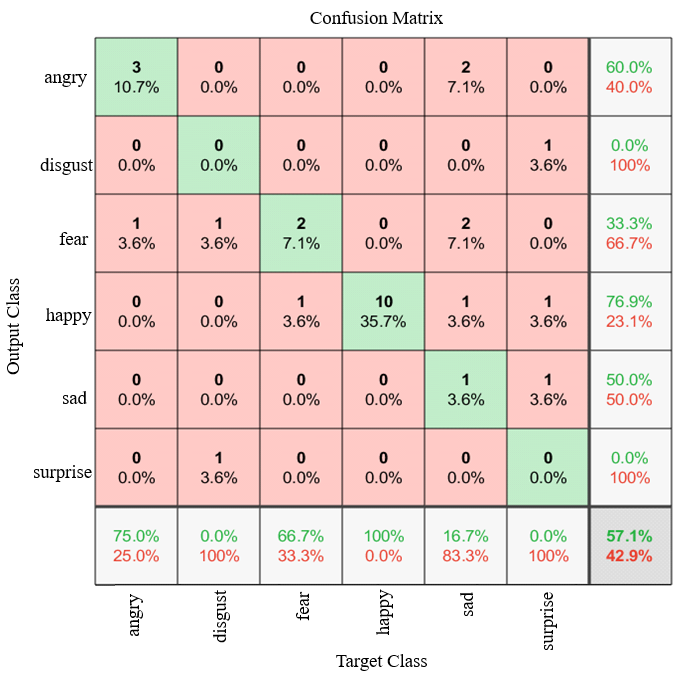 Confusion Matrix
angry
3 0 0 0 2 0 60.0%
10.7% 0.0% 0.0% 0.0% 7.1% 0.0% 40.0%
disgust
0 0 0 0 0 1 0.0%
0.0% 0.0% 0.0% 0.0% 0.0% 3.6% 100%
fear
1 1 2 0 2 0 33.3%
3.6% 3.6% 7.1% 0.0% 7.1% 0.0% 66.7%
happy
0 0 1 10 1 1 76.9%
0.0% 0.0% 3.6% 35.7% 3.6% 3.6% 23.1%
sad
0 0 0 0 1 1 50.0%
0.0% 0.0% 0.0% 0.0% 3.6% 3.6% 50.0%
surprise
0 1 0 0 0 0 0.0%
0.0% 3.6% 0.0% 0.0% 0.0% 0.0% 100%
75.0% 0.0% 66.7% 100% 16.7% 0.0% 57.1%
25.0% 100% 33.3% 0.0% 83.3% 100% 42.9%
angry
disgust
fear
happy
sad
surprise
Target Class
Output Class